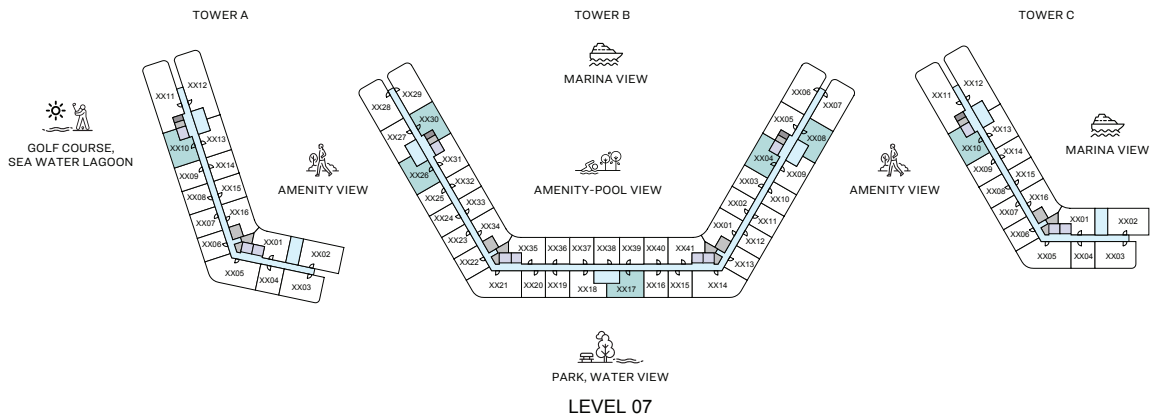 TOWER A
TOWER B
TOWER C
MARINA VIEW
GOLF COURSE,
SEA WATER LAGOON
AMENITY VIEW
AMENITY-POOL VIEW
AMENITY VIEW
MARINA VIEW
XX12
XX11
XX13
XX10
XX14
XX09
XX15
XX08
XX16
XX07
XX06
XX01
XX02
XX05
XX04
XX03
XX29
XX28
XX30
XX27
XX31
XX26
XX32
XX25
XX33
XX24
XX34
XX23
XX22
XX35
XX36
XX37
XX38
XX39
XX40
XX41
XX21
XX20
XX19
XX18
XX17
XX16
XX15
XX14
XX06
XX07
XX05
XX08
XX04
XX09
XX03
XX10
XX02
XX11
XX01
XX12
XX13
XX12
XX11
XX13
XX10
XX14
XX09
XX15
XX08
XX16
XX07
XX06
XX01
XX02
XX05
XX04
XX03
PARK, WATER VIEW
LEVEL 07